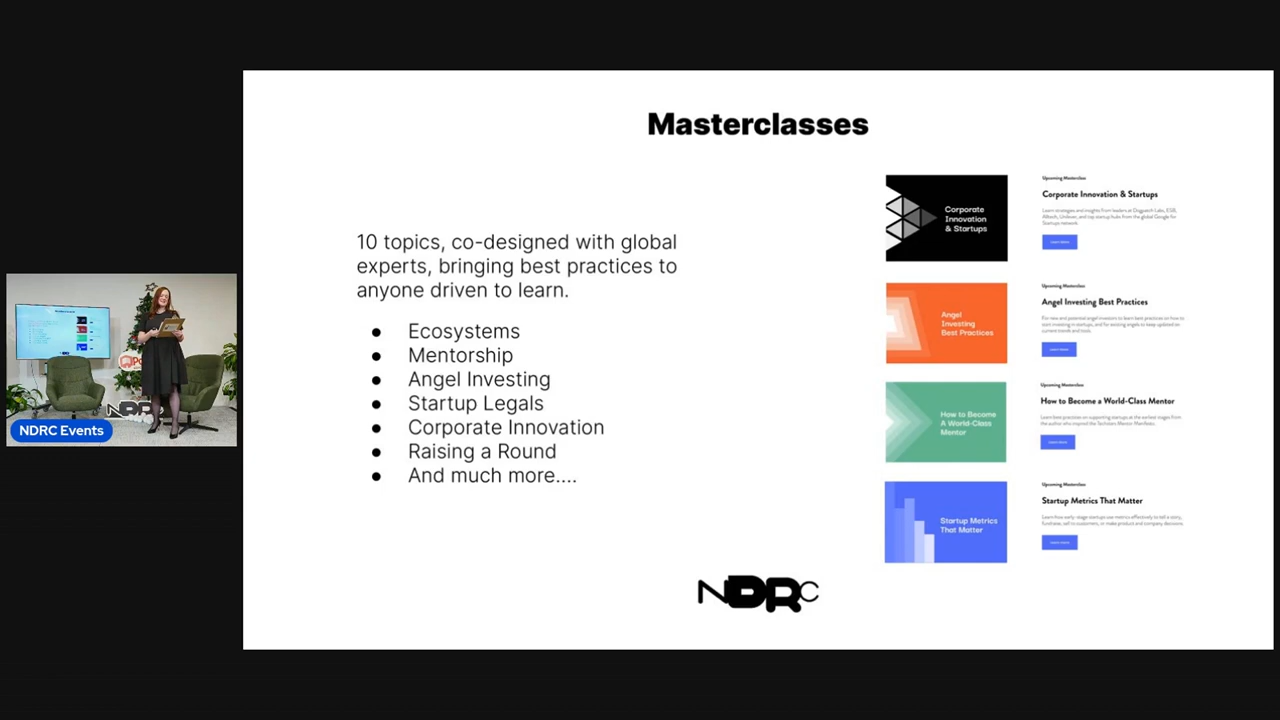 Masterclasses
10 topics, co-designed with global
experts, bringing best practices to
anyone driven to learn.
● Ecosystems
● Mentorship
● Angel Investing
● Startup Legals
● Corporate Innovation
● Raising a Round
● And much more....
Corporate
Innovation
& Startups
Upcoming Masterclass
Corporate Innovation & Startups
Learn strategies and insights from leaders at Dogpatch Labs, ESB,
Alltech, Unilever, and top startup hubs from the global Google for
Startups network.
Learn More
Angel
Investing
Best Practices
Upcoming Masterclass
Angel Investing Best Practices
For new and potential angel investors to learn best practices on how to
start investing in startups, and for existing angels to keep updated on
current trends and tools.
Learn More
How to Become
A World-Class
Mentor
Upcoming Masterclass
How to Become a World-Class Mentor
Learn best practices on supporting startups at the earliest stages from
the author who inspired the Techstars Mentor Manifesto.
Learn More
Startup Metrics
That Matter
Upcoming Masterclass
Startup Metrics That Matter
Learn how early-stage startups use metrics effectively to tell a story,
fundraise, sell to customers, or make product and company decisions.
Learn More
NDRC
NDRC
NDRC Events